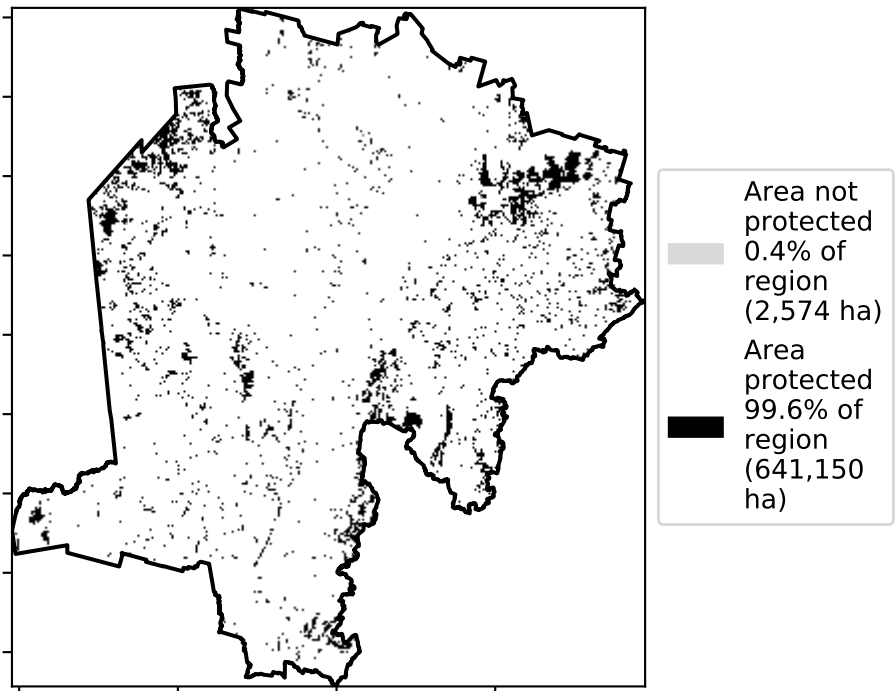 Area not
protected
0.4% of
region
(2,574 ha)
Area
protected
99.6% of
region
(641,150
ha)